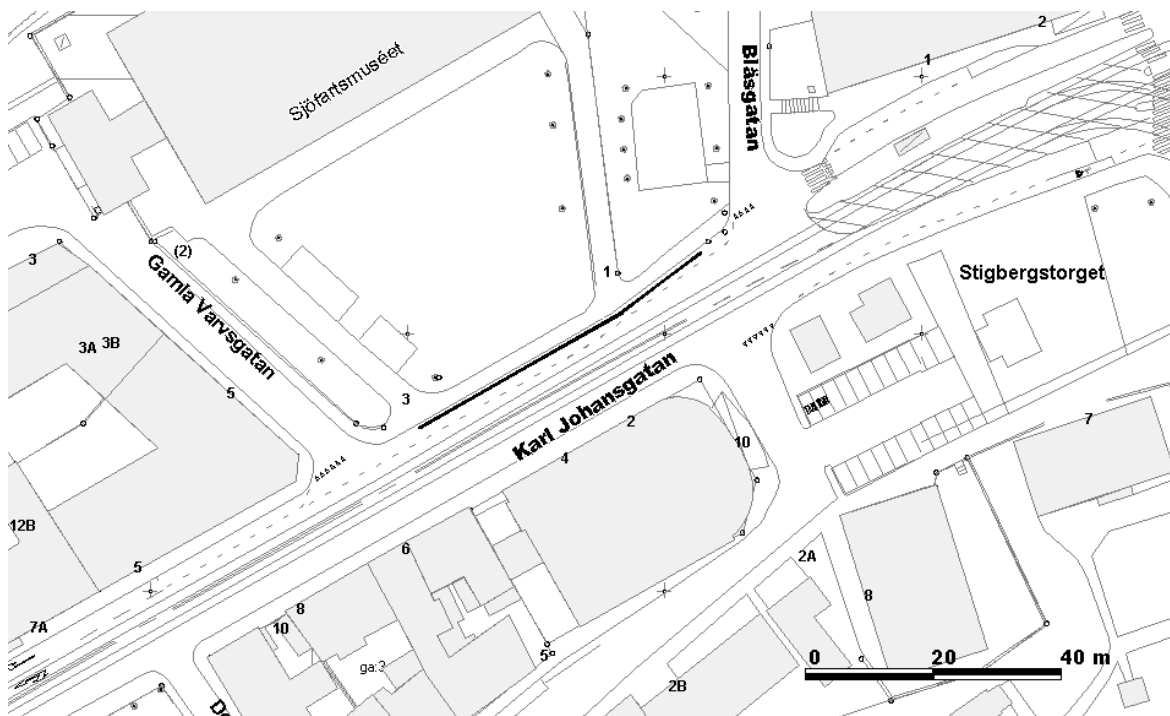 2
1
Sjöfartsmuséet
Blåsgatan
(2)
3
1
Stigbergstorget
Gamla Varvsgatan
3A
3B
5
3
Karl Johansgatan
2
7
10
4
12B
6
2A
5
8
8
7A
10
5
ga:3
2B
0 20 40 m